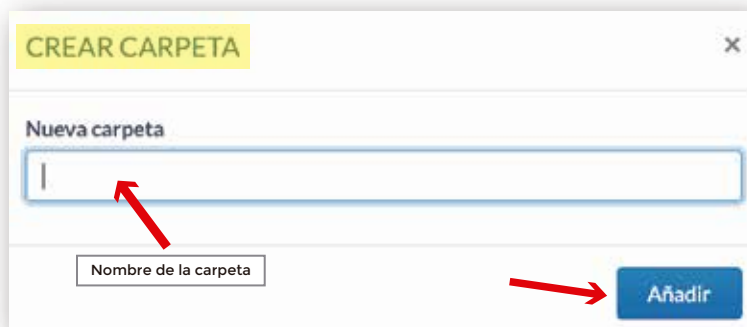 CREAR CARPETA ×
Nueva carpeta
Nombre de la carpeta
Añadir